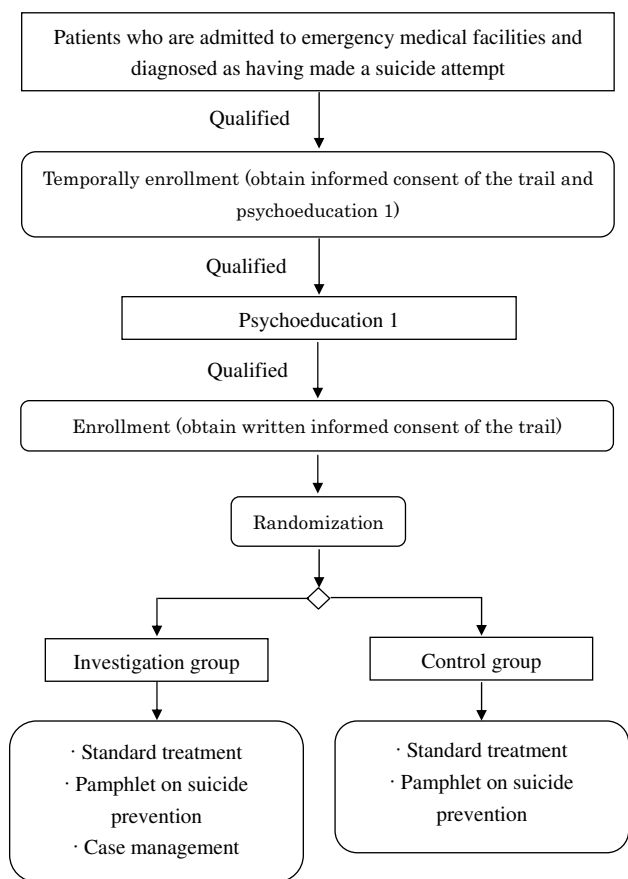 Patients who are admitted to emergency medical facilities and
diagnosed as having made a suicide attempt
Qualified
Temporally enrollment (obtain informed consent of the trail and
psychoeducation 1)
Qualified
Psychoeducation 1
Qualified
Enrollment (obtain written informed consent of the trail)
Randomization
Investigation group
Control group
· Standard treatment
· Pamphlet on suicide
prevention
· Case management
· Standard treatment
· Pamphlet on suicide
prevention